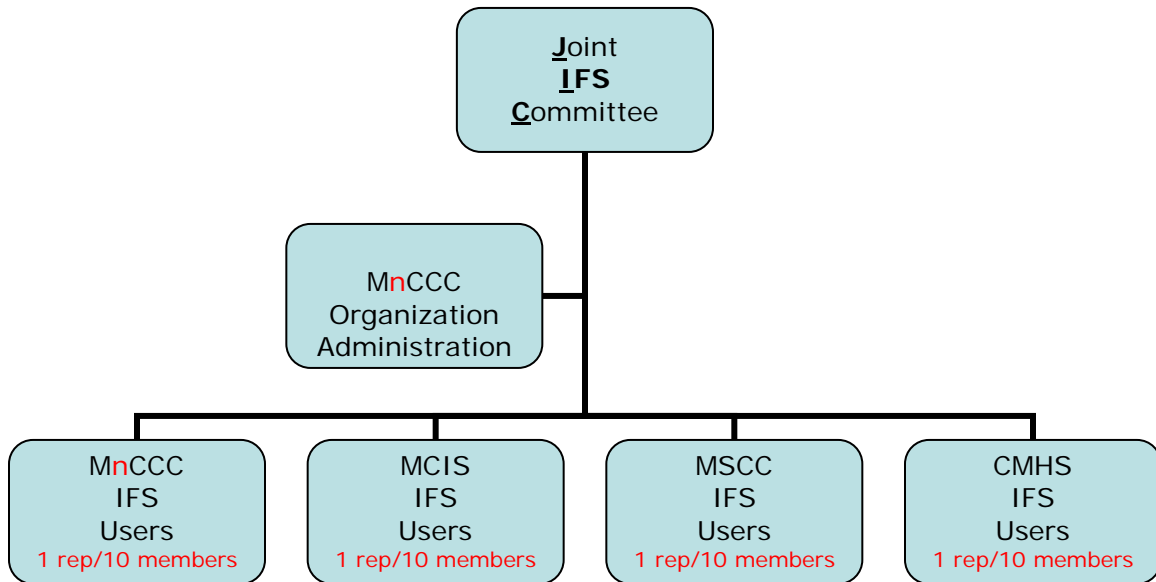 Joint
IFS
Committee
MnCCC
Organization
Administration
MnCCC
IFS
Users
1 rep/10 members
MCIS
IFS
Users
1 rep/10 members
MSCC
IFS
Users
1 rep/10 members
CMHS
IFS
Users
1 rep/10 members